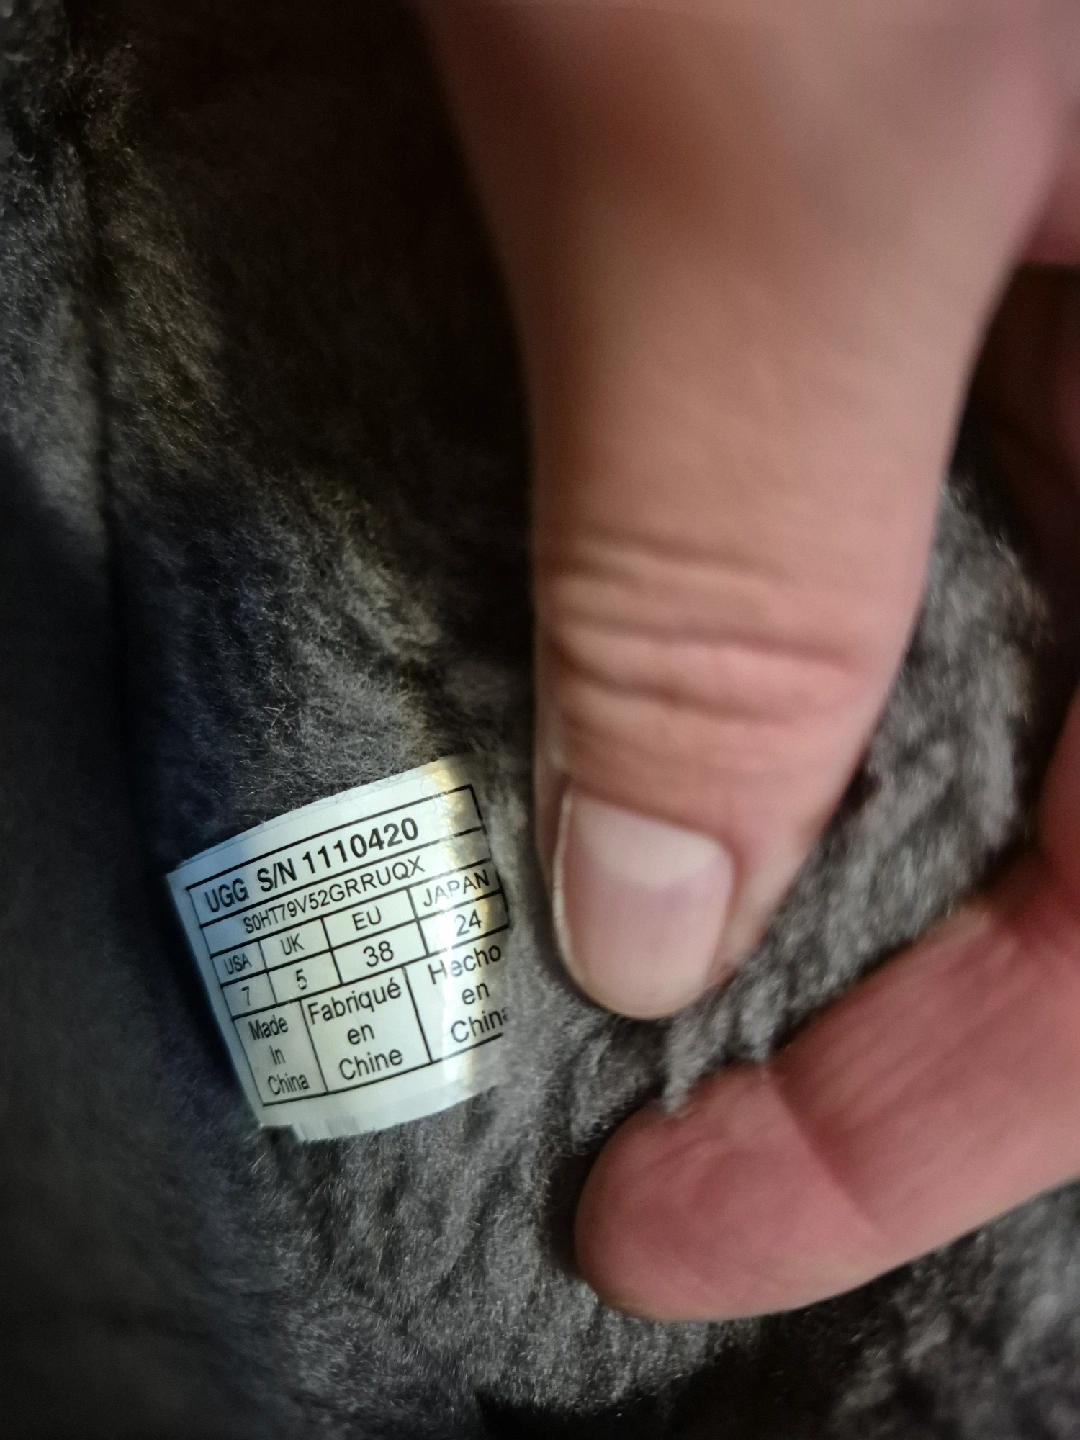 UGG S/N 1110420
S0HT79V52GRRUQX
USA UK EU JAPAN
7 5 38 24
Made In China
Fabriqué en Chine
Hecho en China